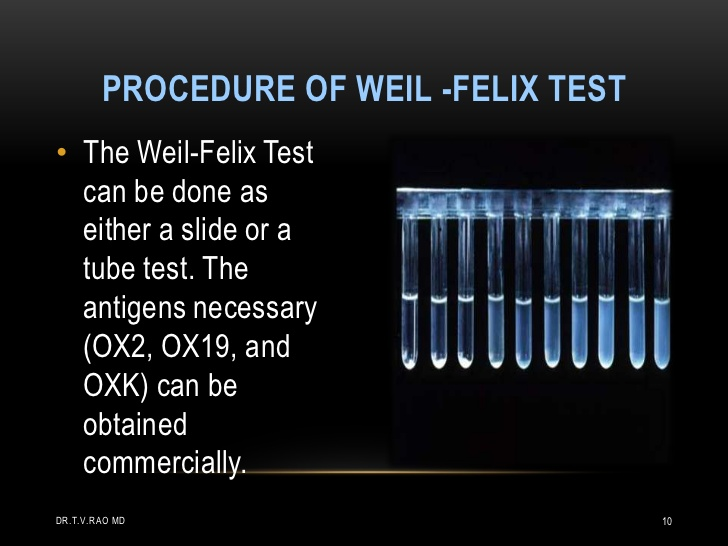 PROCEDURE OF WEIL -FELIX TEST
• The Weil-Felix Test
can be done as
either a slide or a
tube test. The
antigens necessary
(OX2, OX19, and
OXK) can be
obtained
commercially.
DR.T.V.RAO MD
10